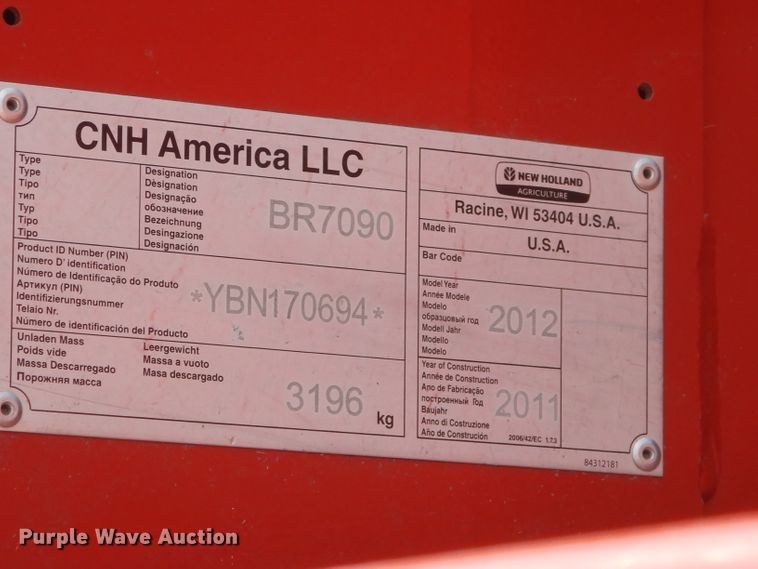 CNH America LLC
Type
Type
Tipo
тип
Typ
Tipo
Tipo
Designation
Dèsignation
Designação
обозначение
Bezeichnung
Desingazione
Designación
BR7090
Product ID Number (PIN)
Numero D' identification
Número de Identificação do Produto
Артикул (PIN)
Identifizierungsnummer
Telaio Nr.
Número de identificación del Producto
*YBN170694*
Unladen Mass
Poids vide
Massa Descarregado
Порожняя масса
Leergewicht
Massa a vuoto
Masa descargado
3196 kg
NEW HOLLAND
AGRICULTURE
Racine, WI 53404 U.S.A.
Made in
U.S.A.
Bar Code
Model Year
Année Modele
Modelo
образцовый год
Modell Jahr
Modello
Modelo
2012
Year of Construction
Année de Construction
Ano de Fabricação
построенный Год
Baujahr
Anno di Costruzione
Año de Construción
2011
2006/42/EC 1.7.3
84312181
Purple Wave Auction